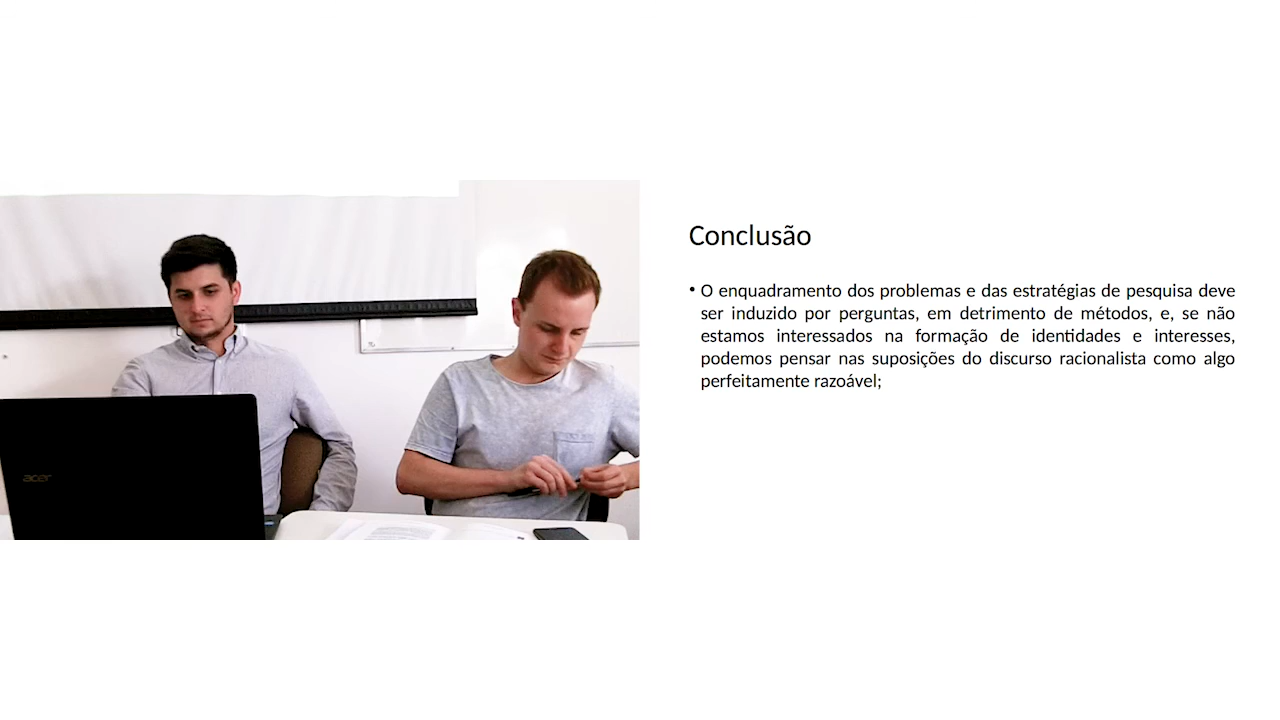 Conclusão
• O enquadramento dos problemas e das estratégias de pesquisa deve
ser induzido por perguntas, em detrimento de métodos, e, se não
estamos interessados na formação de identidades e interesses,
podemos pensar nas suposições do discurso racionalista como algo
perfeitamente razoável;
acer